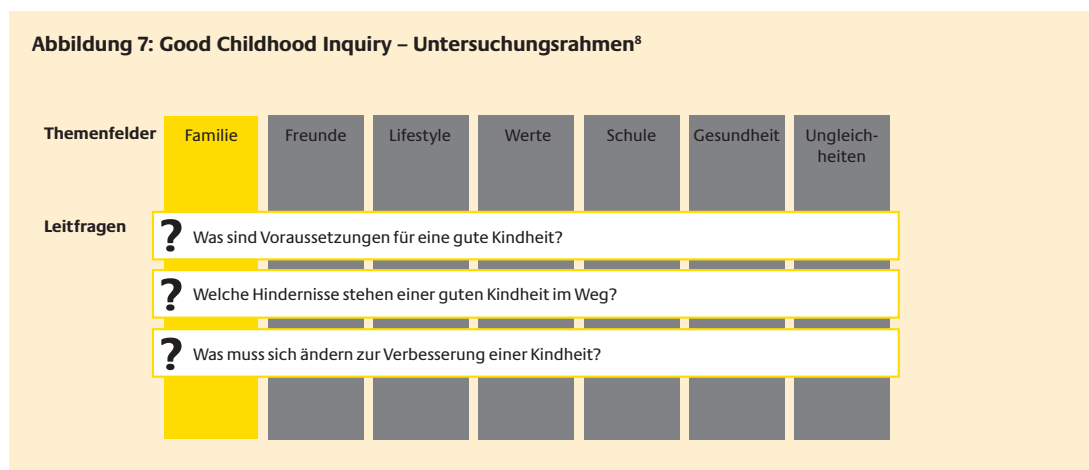 Abbildung 7: Good Childhood Inquiry – Untersuchungsrahmen⁸
Themenfelder Familie Freunde Lifestyle Werte Schule Gesundheit Ungleich-
heiten
Leitfragen
? Was sind Voraussetzungen für eine gute Kindheit?
? Welche Hindernisse stehen einer guten Kindheit im Weg?
? Was muss sich ändern zur Verbesserung einer Kindheit?